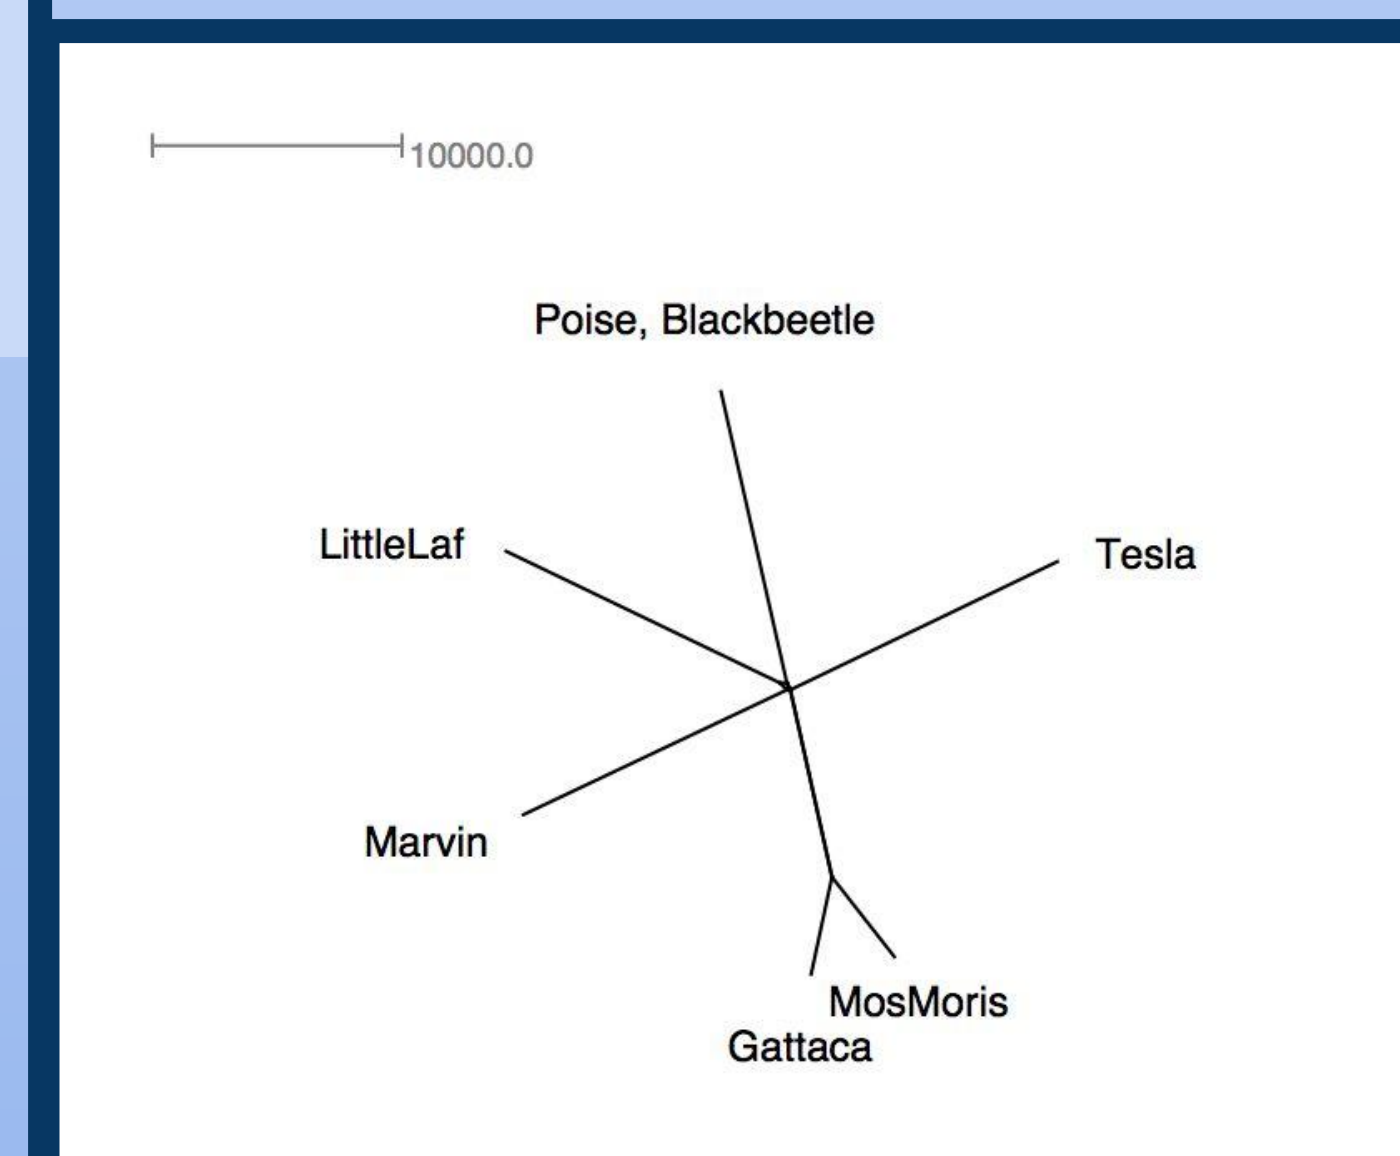 10000.0
Poise, Blackbeetle
LittleLaf
Tesla
Marvin
MosMoris
Gattaca